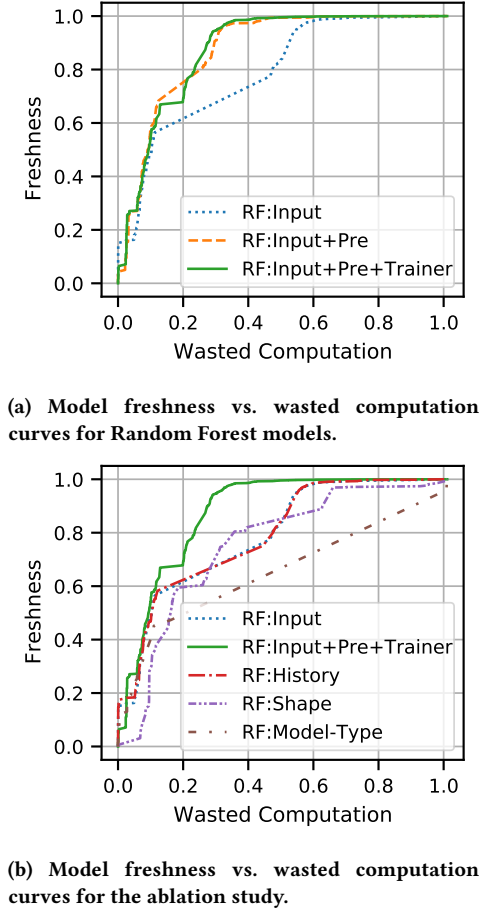 1.0
0.8
0.6
0.4
0.2
0.0
Freshness
RF:Input
RF:Input+Pre
RF:Input+Pre+Trainer
0.0 0.2 0.4 0.6 0.8 1.0
Wasted Computation
(a) Model freshness vs. wasted computation
curves for Random Forest models.
1.0
0.8
0.6
0.4
0.2
0.0
Freshness
RF:Input
RF:Input+Pre+Trainer
RF:History
RF:Shape
RF:Model-Type
0.0 0.2 0.4 0.6 0.8 1.0
Wasted Computation
(b) Model freshness vs. wasted computation
curves for the ablation study.